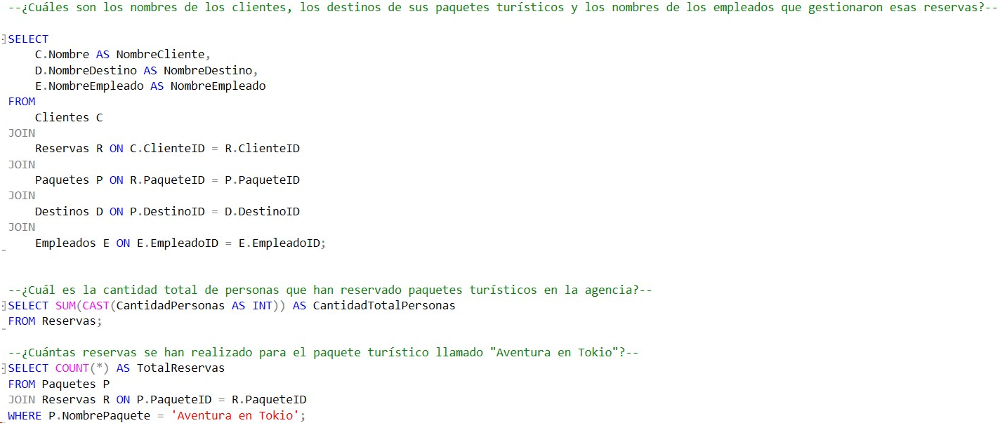 --¿Cuáles son los nombres de los clientes, los destinos de sus paquetes turísticos y los nombres de los empleados que gestionaron esas reservas?--
SELECT
C.Nombre AS NombreCliente,
D.NombreDestino AS NombreDestino,
E.NombreEmpleado AS NombreEmpleado
FROM
Clientes C
JOIN
Reservas R ON C.ClienteID = R.ClienteID
JOIN
Paquetes P ON R.PaqueteID = P.PaqueteID
JOIN
Destinos D ON P.DestinoID = D.DestinoID
JOIN
Empleados E ON E.EmpleadoID = E.EmpleadoID;
--¿Cuál es la cantidad total de personas que han reservado paquetes turísticos en la agencia?--
SELECT SUM(CAST(CantidadPersonas AS INT)) AS CantidadTotalPersonas
FROM Reservas;
--¿Cuántas reservas se han realizado para el paquete turístico llamado "Aventura en Tokio"?--
SELECT COUNT(*) AS TotalReservas
FROM Paquetes P
JOIN Reservas R ON P.PaqueteID = R.PaqueteID
WHERE P.NombrePaquete = 'Aventura en Tokio';